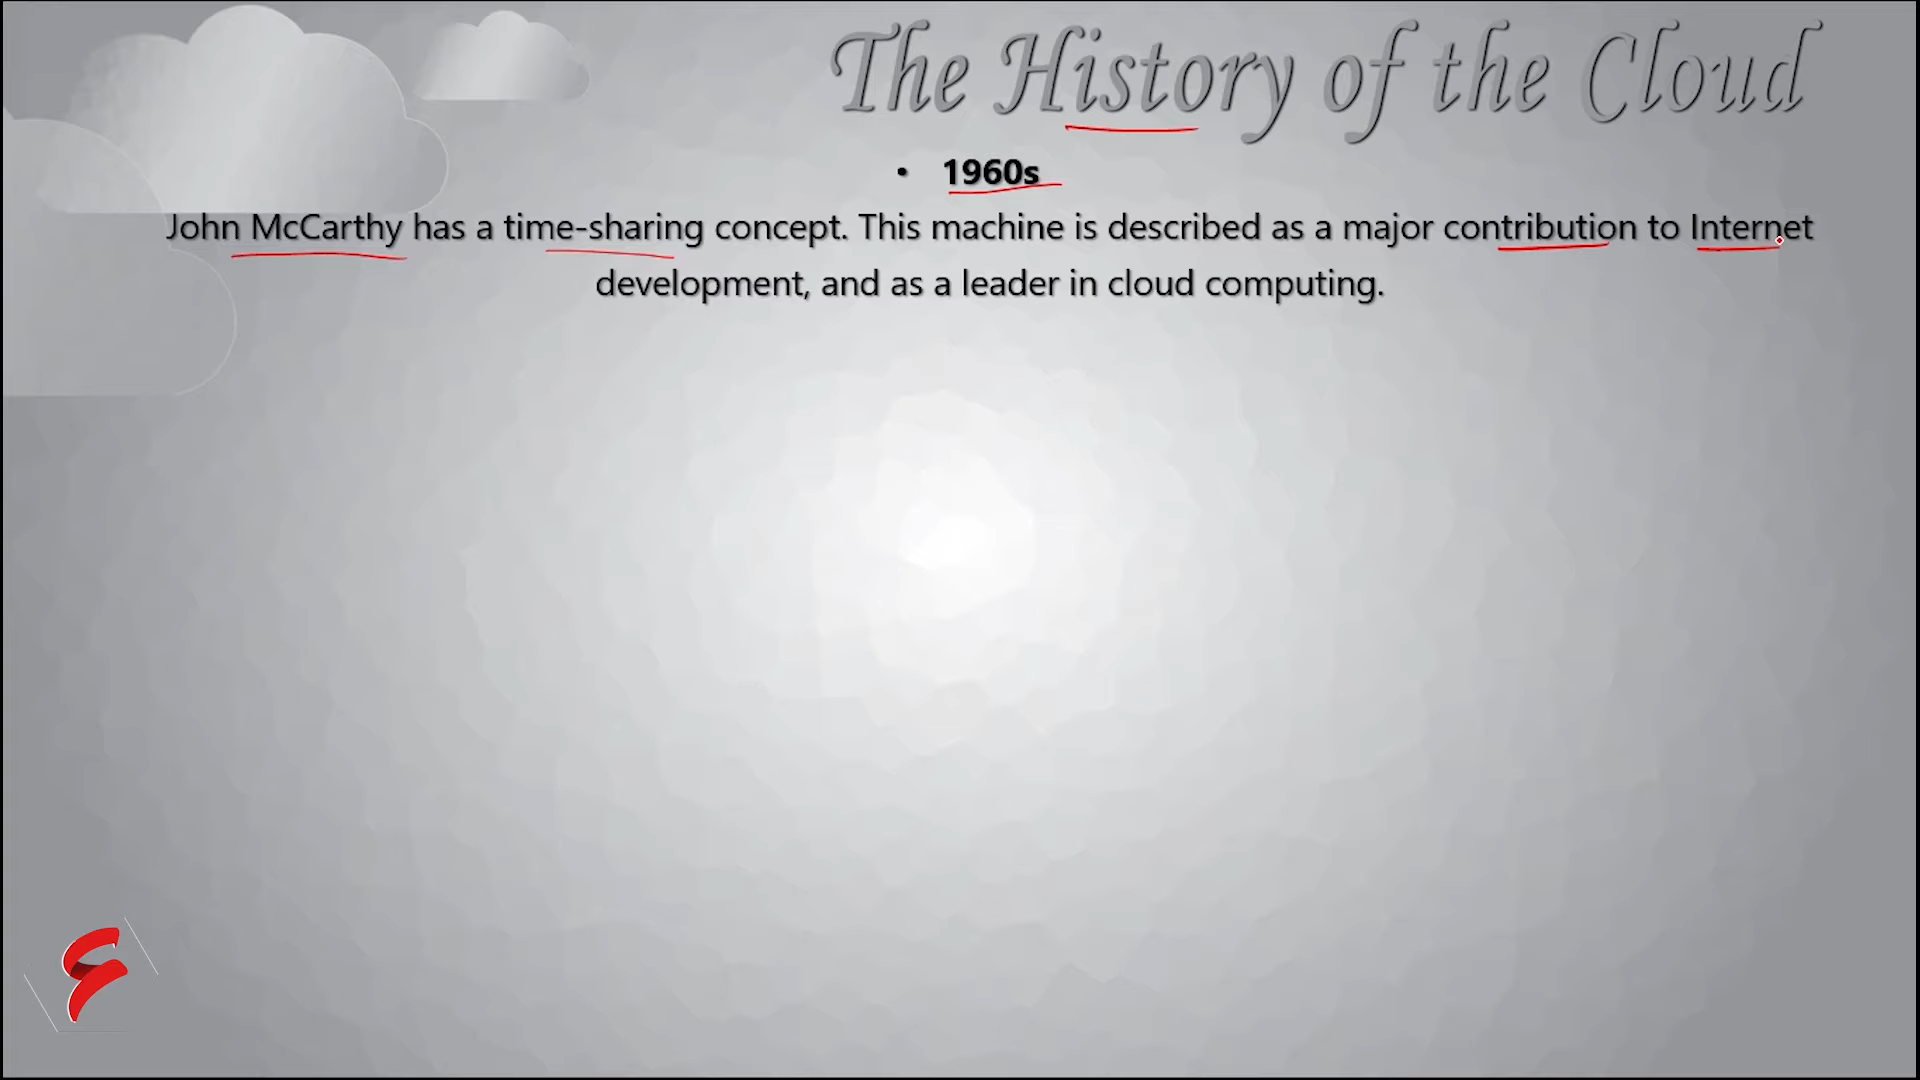 The History of the Cloud
• 1960s
John McCarthy has a time-sharing concept. This machine is described as a major contribution to Internet
development, and as a leader in cloud computing.